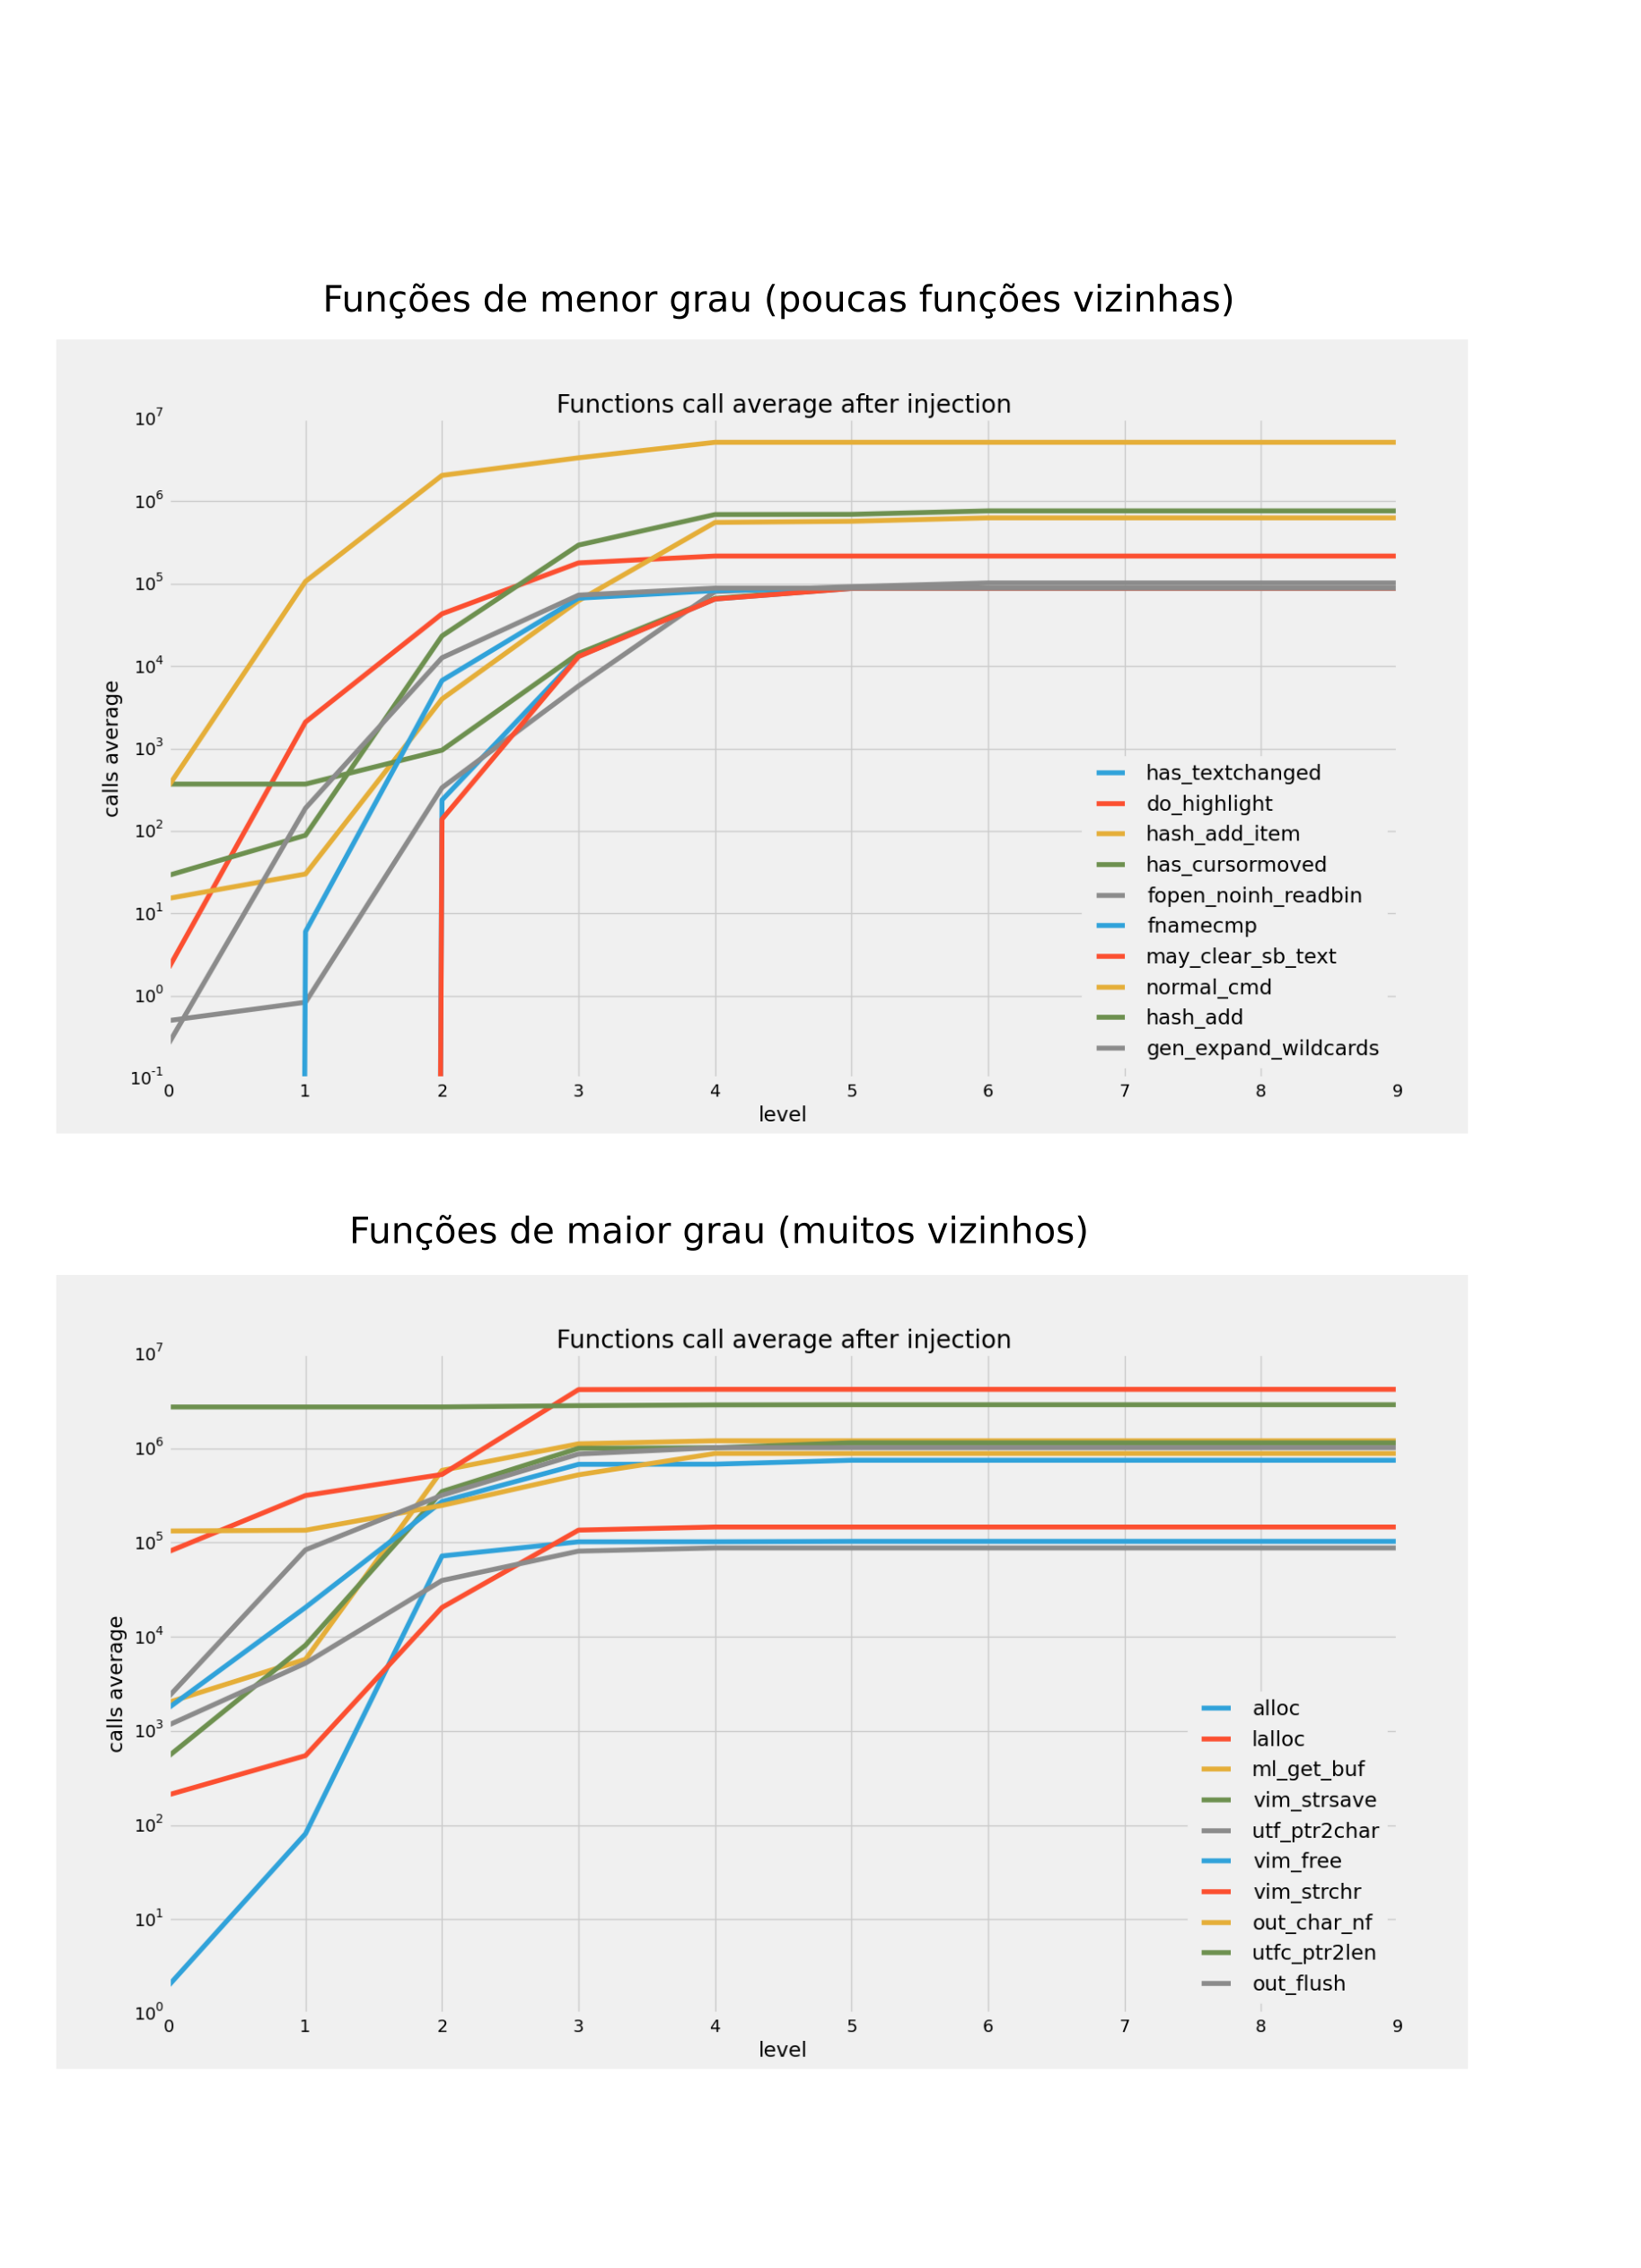 Funções de menor grau (poucas funções vizinhas)
Functions call average after injection
10^7
10^6
10^5
10^4
10^3
10^2
10^1
10^0
10^-1
calls average
has_textchanged
do_highlight
hash_add_item
has_cursormoved
fopen_noinh_readbin
fnamecmp
may_clear_sb_text
normal_cmd
hash_add
gen_expand_wildcards
0 1 2 3 4 5 6 7 8 9
level
Funções de maior grau (muitos vizinhos)
Functions call average after injection
10^7
10^6
10^5
10^4
10^3
10^2
10^1
10^0
calls average
alloc
lalloc
ml_get_buf
vim_strsave
utf_ptr2char
vim_free
vim_strchr
out_char_nf
utfc_ptr2len
out_flush
0 1 2 3 4 5 6 7 8 9
level